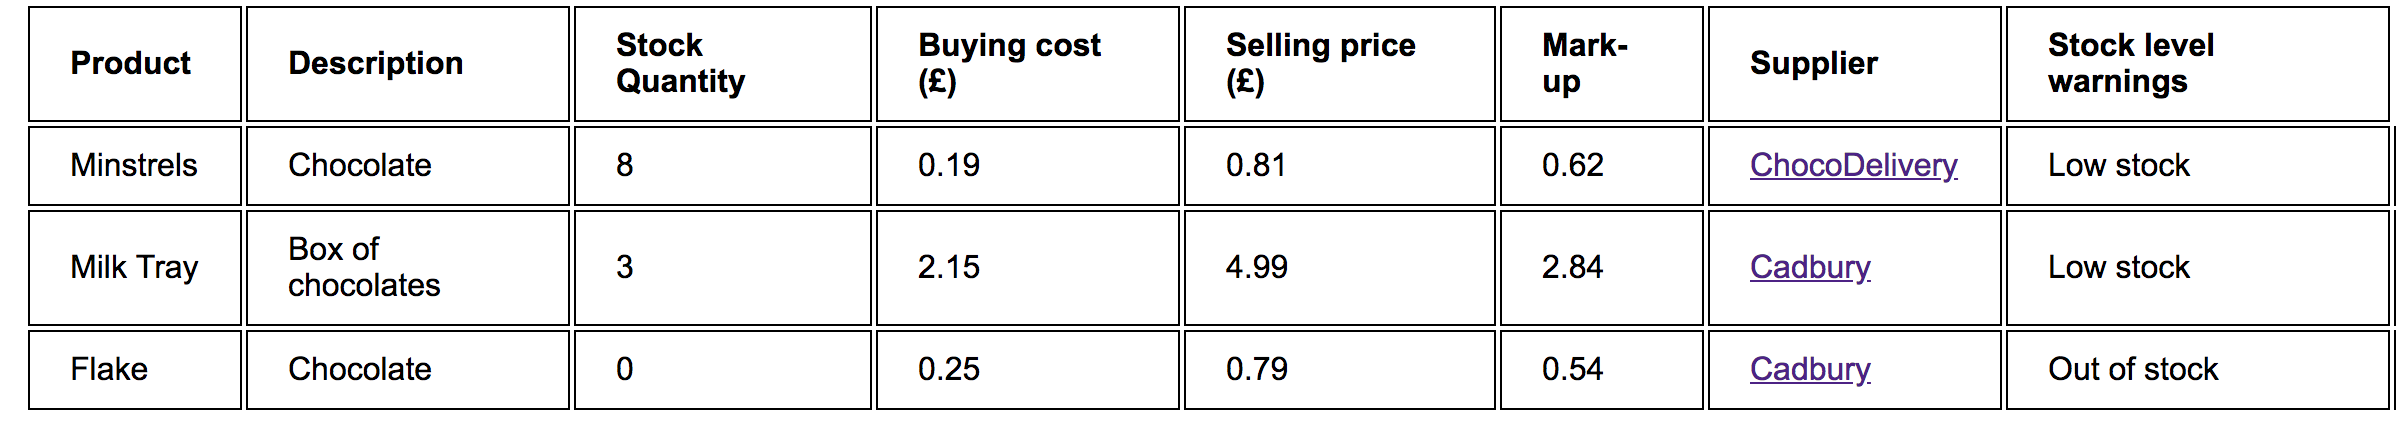 Product Description Stock Quantity Buying cost (£) Selling price (£) Mark-up Supplier Stock level warnings
Minstrels Chocolate 8 0.19 0.81 0.62 ChocoDelivery Low stock
Milk Tray Box of chocolates 3 2.15 4.99 2.84 Cadbury Low stock
Flake Chocolate 0 0.25 0.79 0.54 Cadbury Out of stock